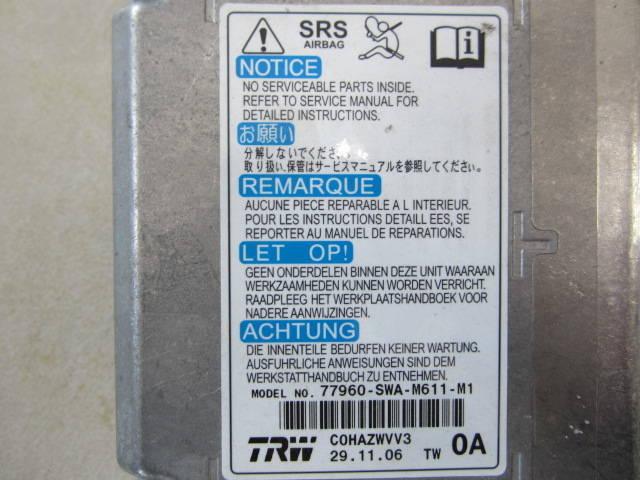 SRS
AIRBAG
NOTICE
NO SERVICEABLE PARTS INSIDE.
REFER TO SERVICE MANUAL FOR
DETAILED INSTRUCTIONS.
お願い
分解しないでください。
取り扱い、保管はサービスマニュアルを参照してください。
REMARQUE
AUCUNE PIECE REPARABLE A L INTERIEUR.
POUR LES INSTRUCTIONS DETAILL EES, SE
REPORTER AU MANUEL DE REPARATIONS.
LET OP!
GEEN ONDERDELEN BINNEN DEZE UNIT WAARAAN
WERKZAAMHEDEN KUNNEN WORDEN VERRICHT.
RAADPLEEG HET WERKPLAATSHANDBOEK VOOR
NADERE AANWIJZINGEN.
ACHTUNG
DIE INNENTEILE BEDURFEN KEINER WARTUNG.
AUSFUHRLICHE ANWEISUNGEN SIND DEM
WERKSTATTHANDBUCH ZU ENTNEHMEN.
MODEL NO. 77960-SWA-M611-M1
TRW C0HAZWVV3
29.11.06 TW 0A